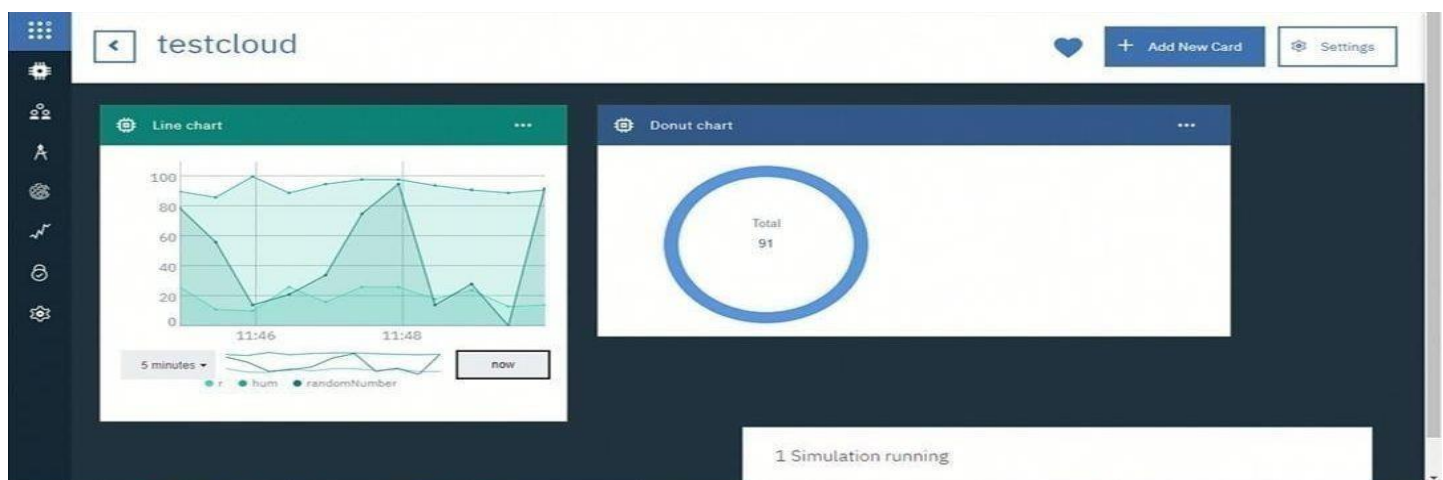 testcloud
+ Add New Card
Settings
Line chart
...
Donut chart
...
100
80
60
40
20
0
11:46
11:48
5 minutes
now
r
hum
randomNumber
Total
91
1 Simulation running